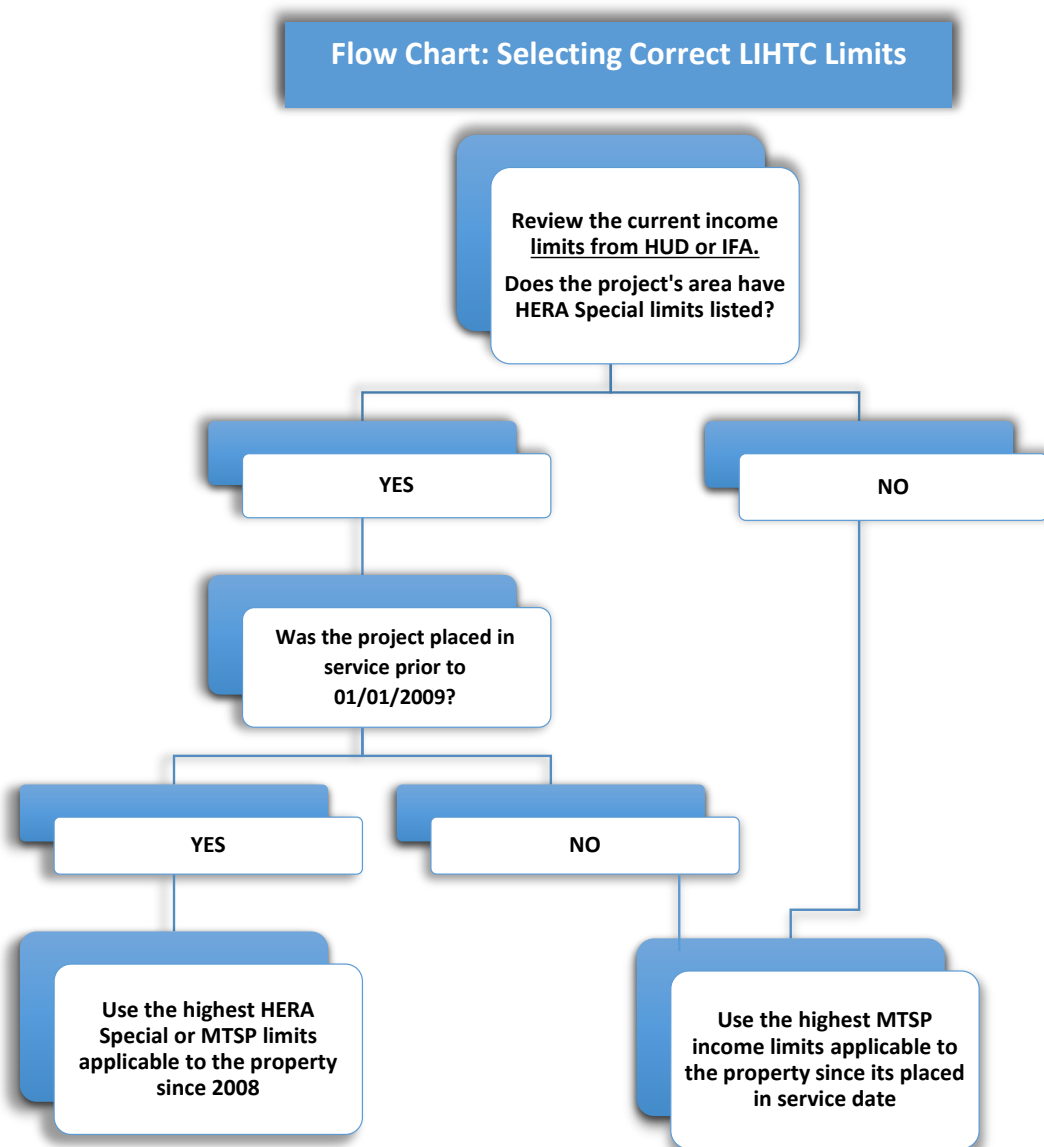 Flow Chart: Selecting Correct LIHTC Limits
Review the current income
limits from HUD or IFA.
Does the project's area have
HERA Special limits listed?
YES
NO
Was the project placed in
service prior to
01/01/2009?
YES
NO
Use the highest HERA
Special or MTSP limits
applicable to the property
since 2008
Use the highest MTSP
income limits applicable to
the property since its placed
in service date